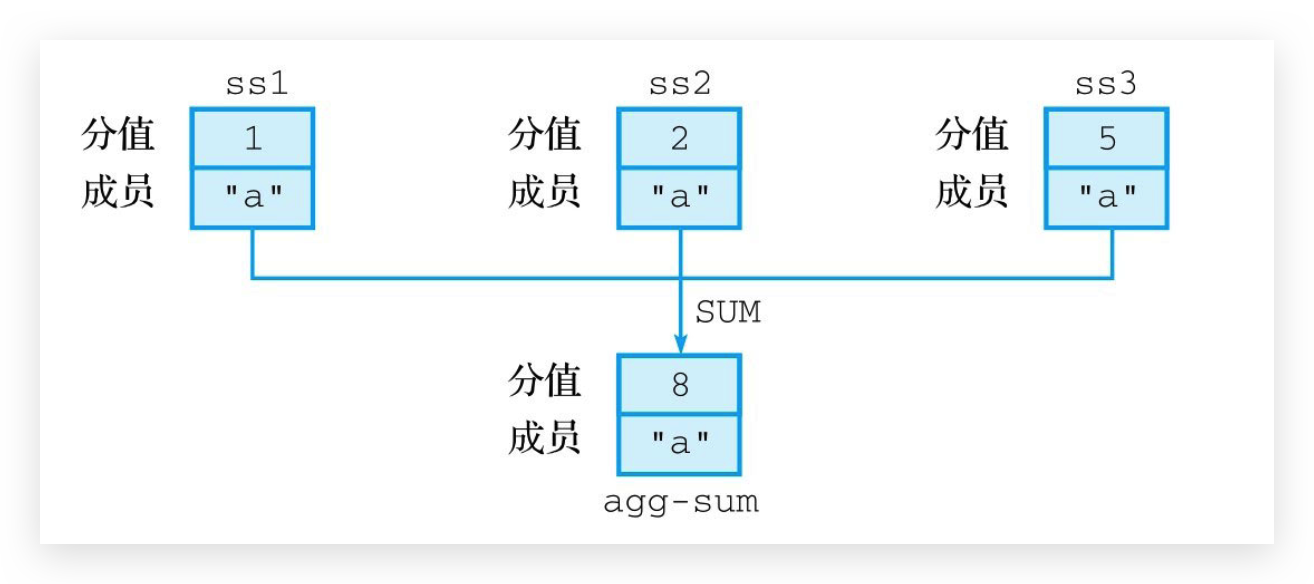 ss1 ss2 ss3
分值 1 分值 2 分值 5
成员 "a" 成员 "a" 成员 "a"
SUM
分值 8
成员 "a"
agg-sum